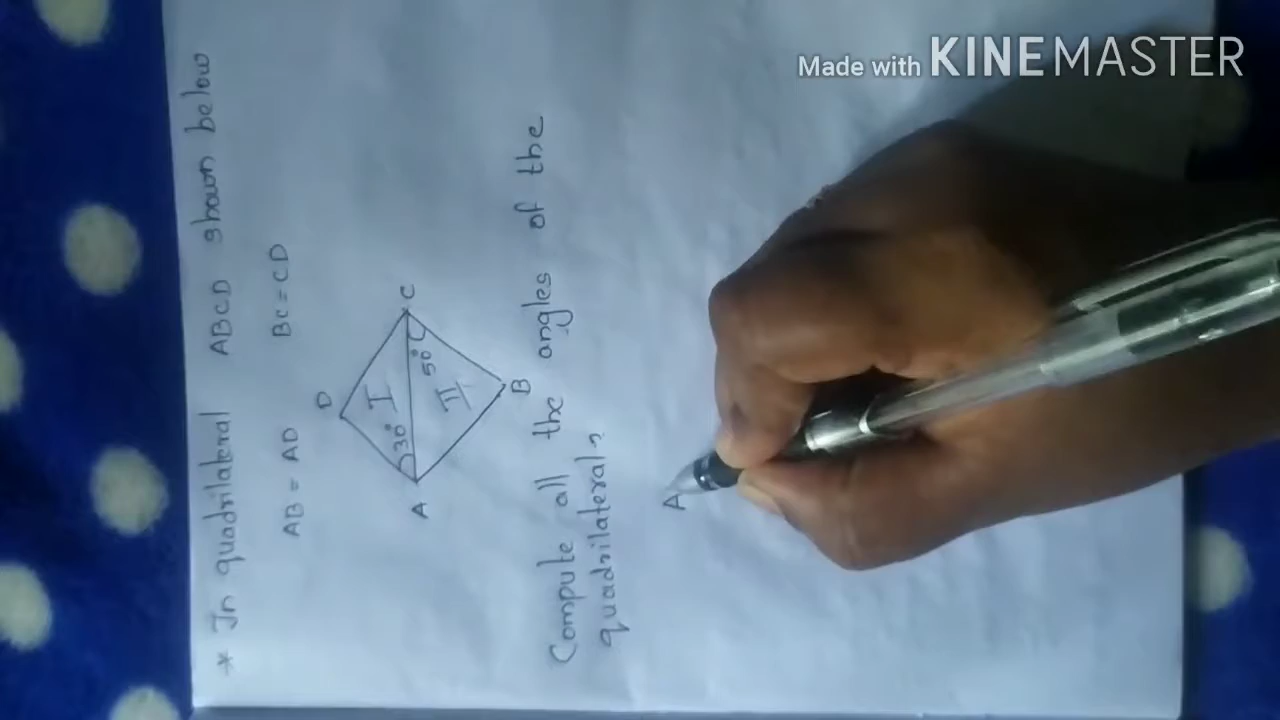 Made with KINEMASTER
* In quadrilateral ABCD shown below
AB = AD BC = CD
D
I
A 30° 50° C
II
B
Compute all the angles of the
quadrilateral?
A